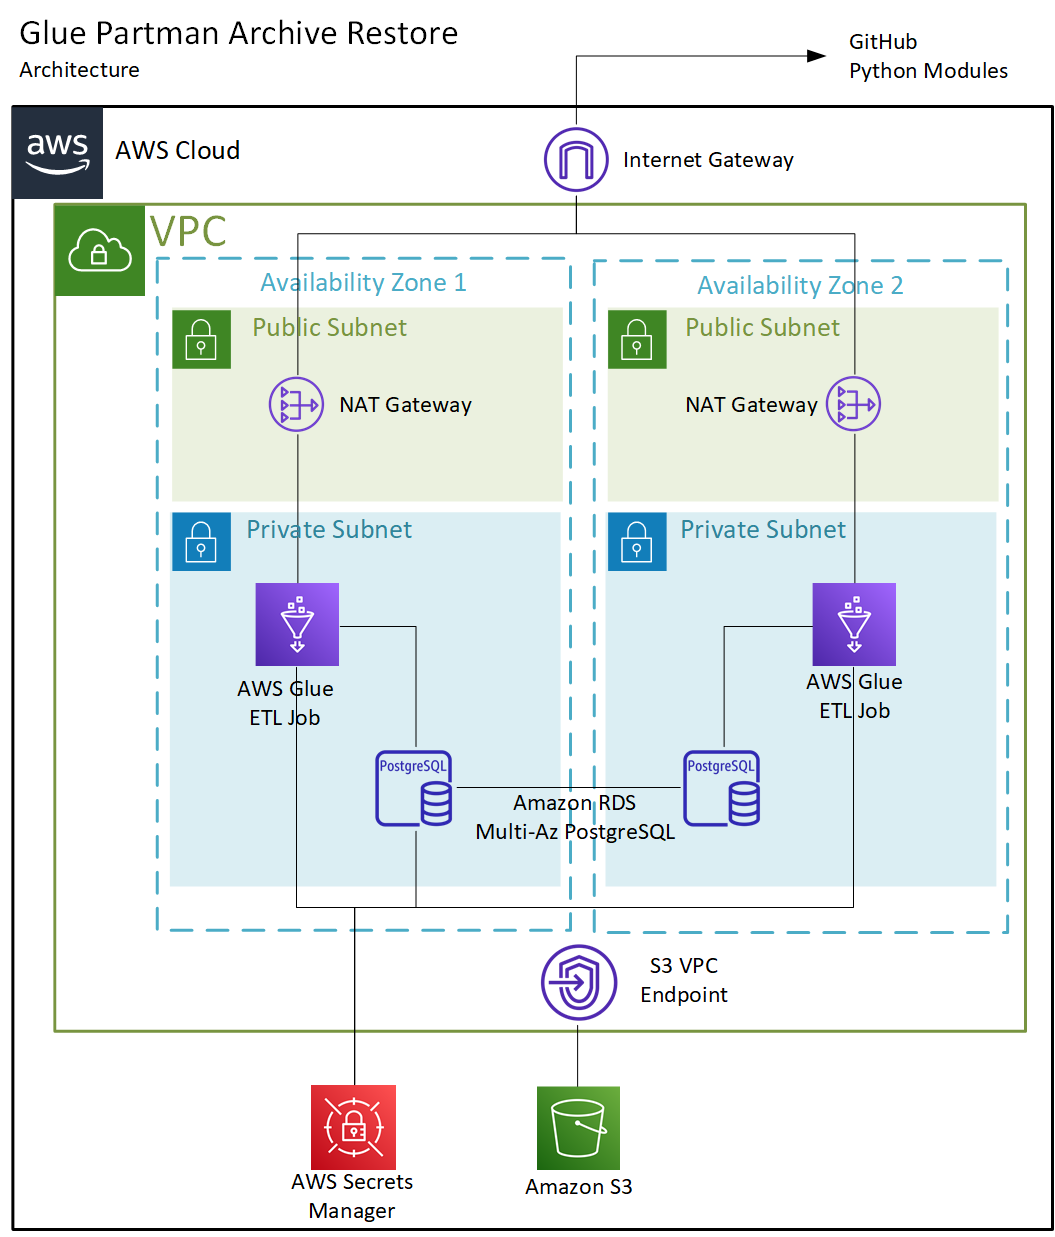 Glue Partman Archive Restore
Architecture
GitHub
Python Modules
aws
AWS Cloud
Internet Gateway
VPC
Availability Zone 1
Availability Zone 2
Public Subnet
Public Subnet
NAT Gateway
NAT Gateway
Private Subnet
Private Subnet
AWS Glue
ETL Job
AWS Glue
ETL Job
PostgreSQL
PostgreSQL
Amazon RDS
Multi-Az PostgreSQL
S3 VPC
Endpoint
AWS Secrets
Manager
Amazon S3